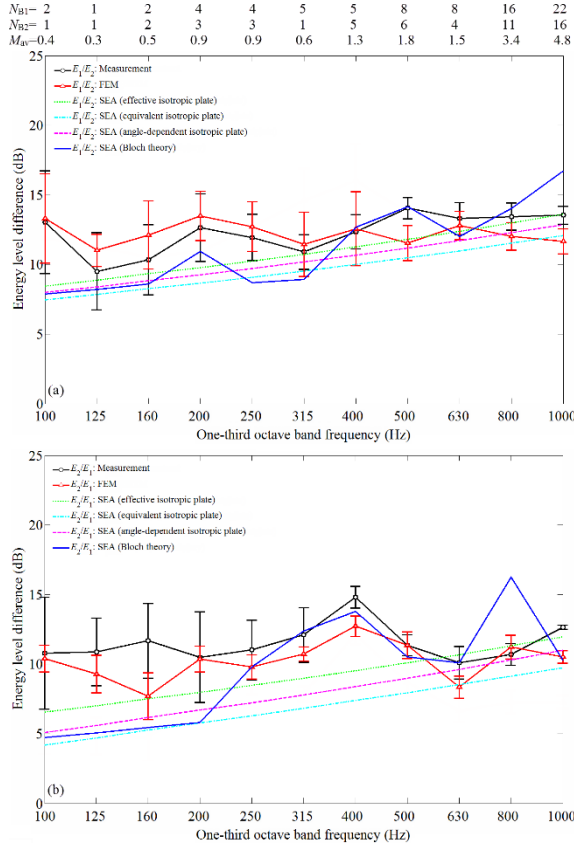 N_B1= 2 1 2 4 4 5 5 8 8 16 22
N_B2= 1 1 2 3 3 1 5 6 4 11 16
M_av= 0.4 0.3 0.5 0.9 0.9 0.6 1.3 1.8 1.5 3.4 4.8
25
E1/E2: Measurement
E1/E2: FEM
E1/E2: SEA (effective isotropic plate)
E1/E2: SEA (equivalent isotropic plate)
E1/E2: SEA (angle-dependent isotropic plate)
E1/E2: SEA (Bloch theory)
20
15
10
5
0
Energy level difference (dB)
(a)
100 125 160 200 250 315 400 500 630 800 1000
One-third octave band frequency (Hz)
25
E2/E1: Measurement
E2/E1: FEM
E2/E1: SEA (effective isotropic plate)
E2/E1: SEA (equivalent isotropic plate)
E2/E1: SEA (angle-dependent isotropic plate)
E2/E1: SEA (Bloch theory)
20
15
10
5
0
Energy level difference (dB)
(b)
100 125 160 200 250 315 400 500 630 800 1000
One-third octave band frequency (Hz)